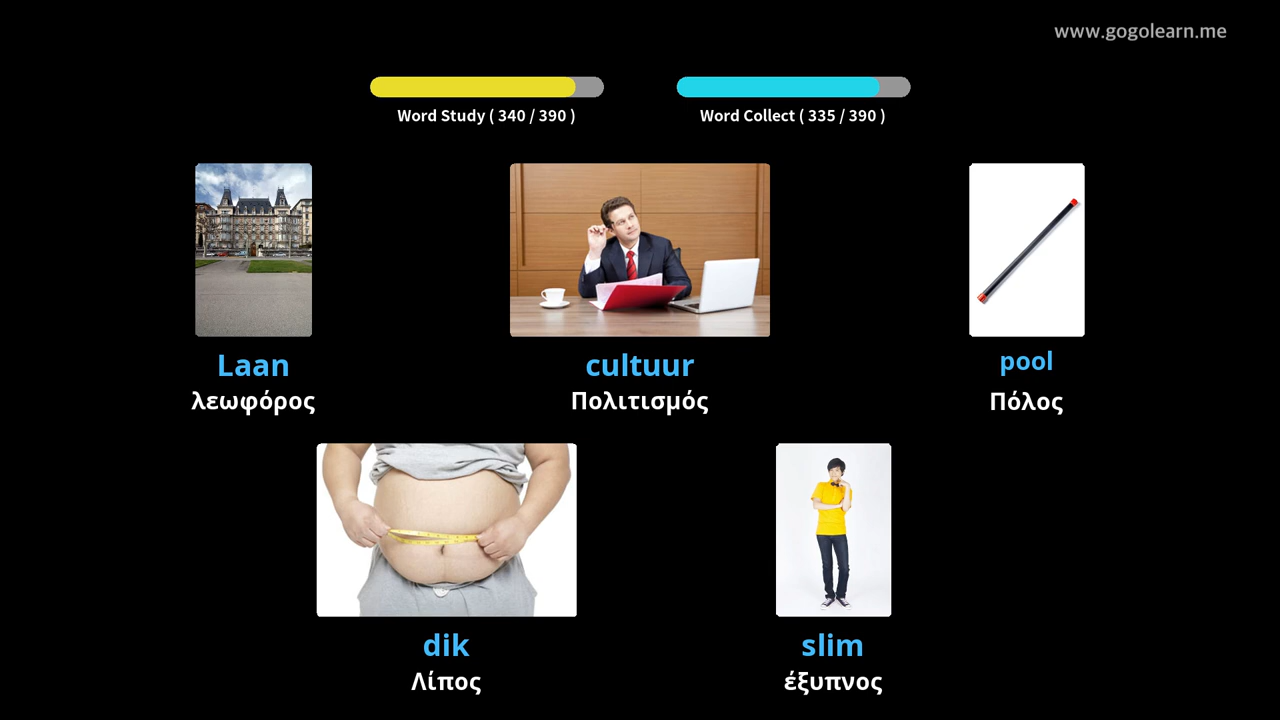 www.gogolearn.me
Word Study ( 340 / 390 )
Word Collect ( 335 / 390 )
Laan
λεωφόρος
cultuur
Πολιτισμός
pool
Πόλος
dik
Λίπος
slim
έξυπνος